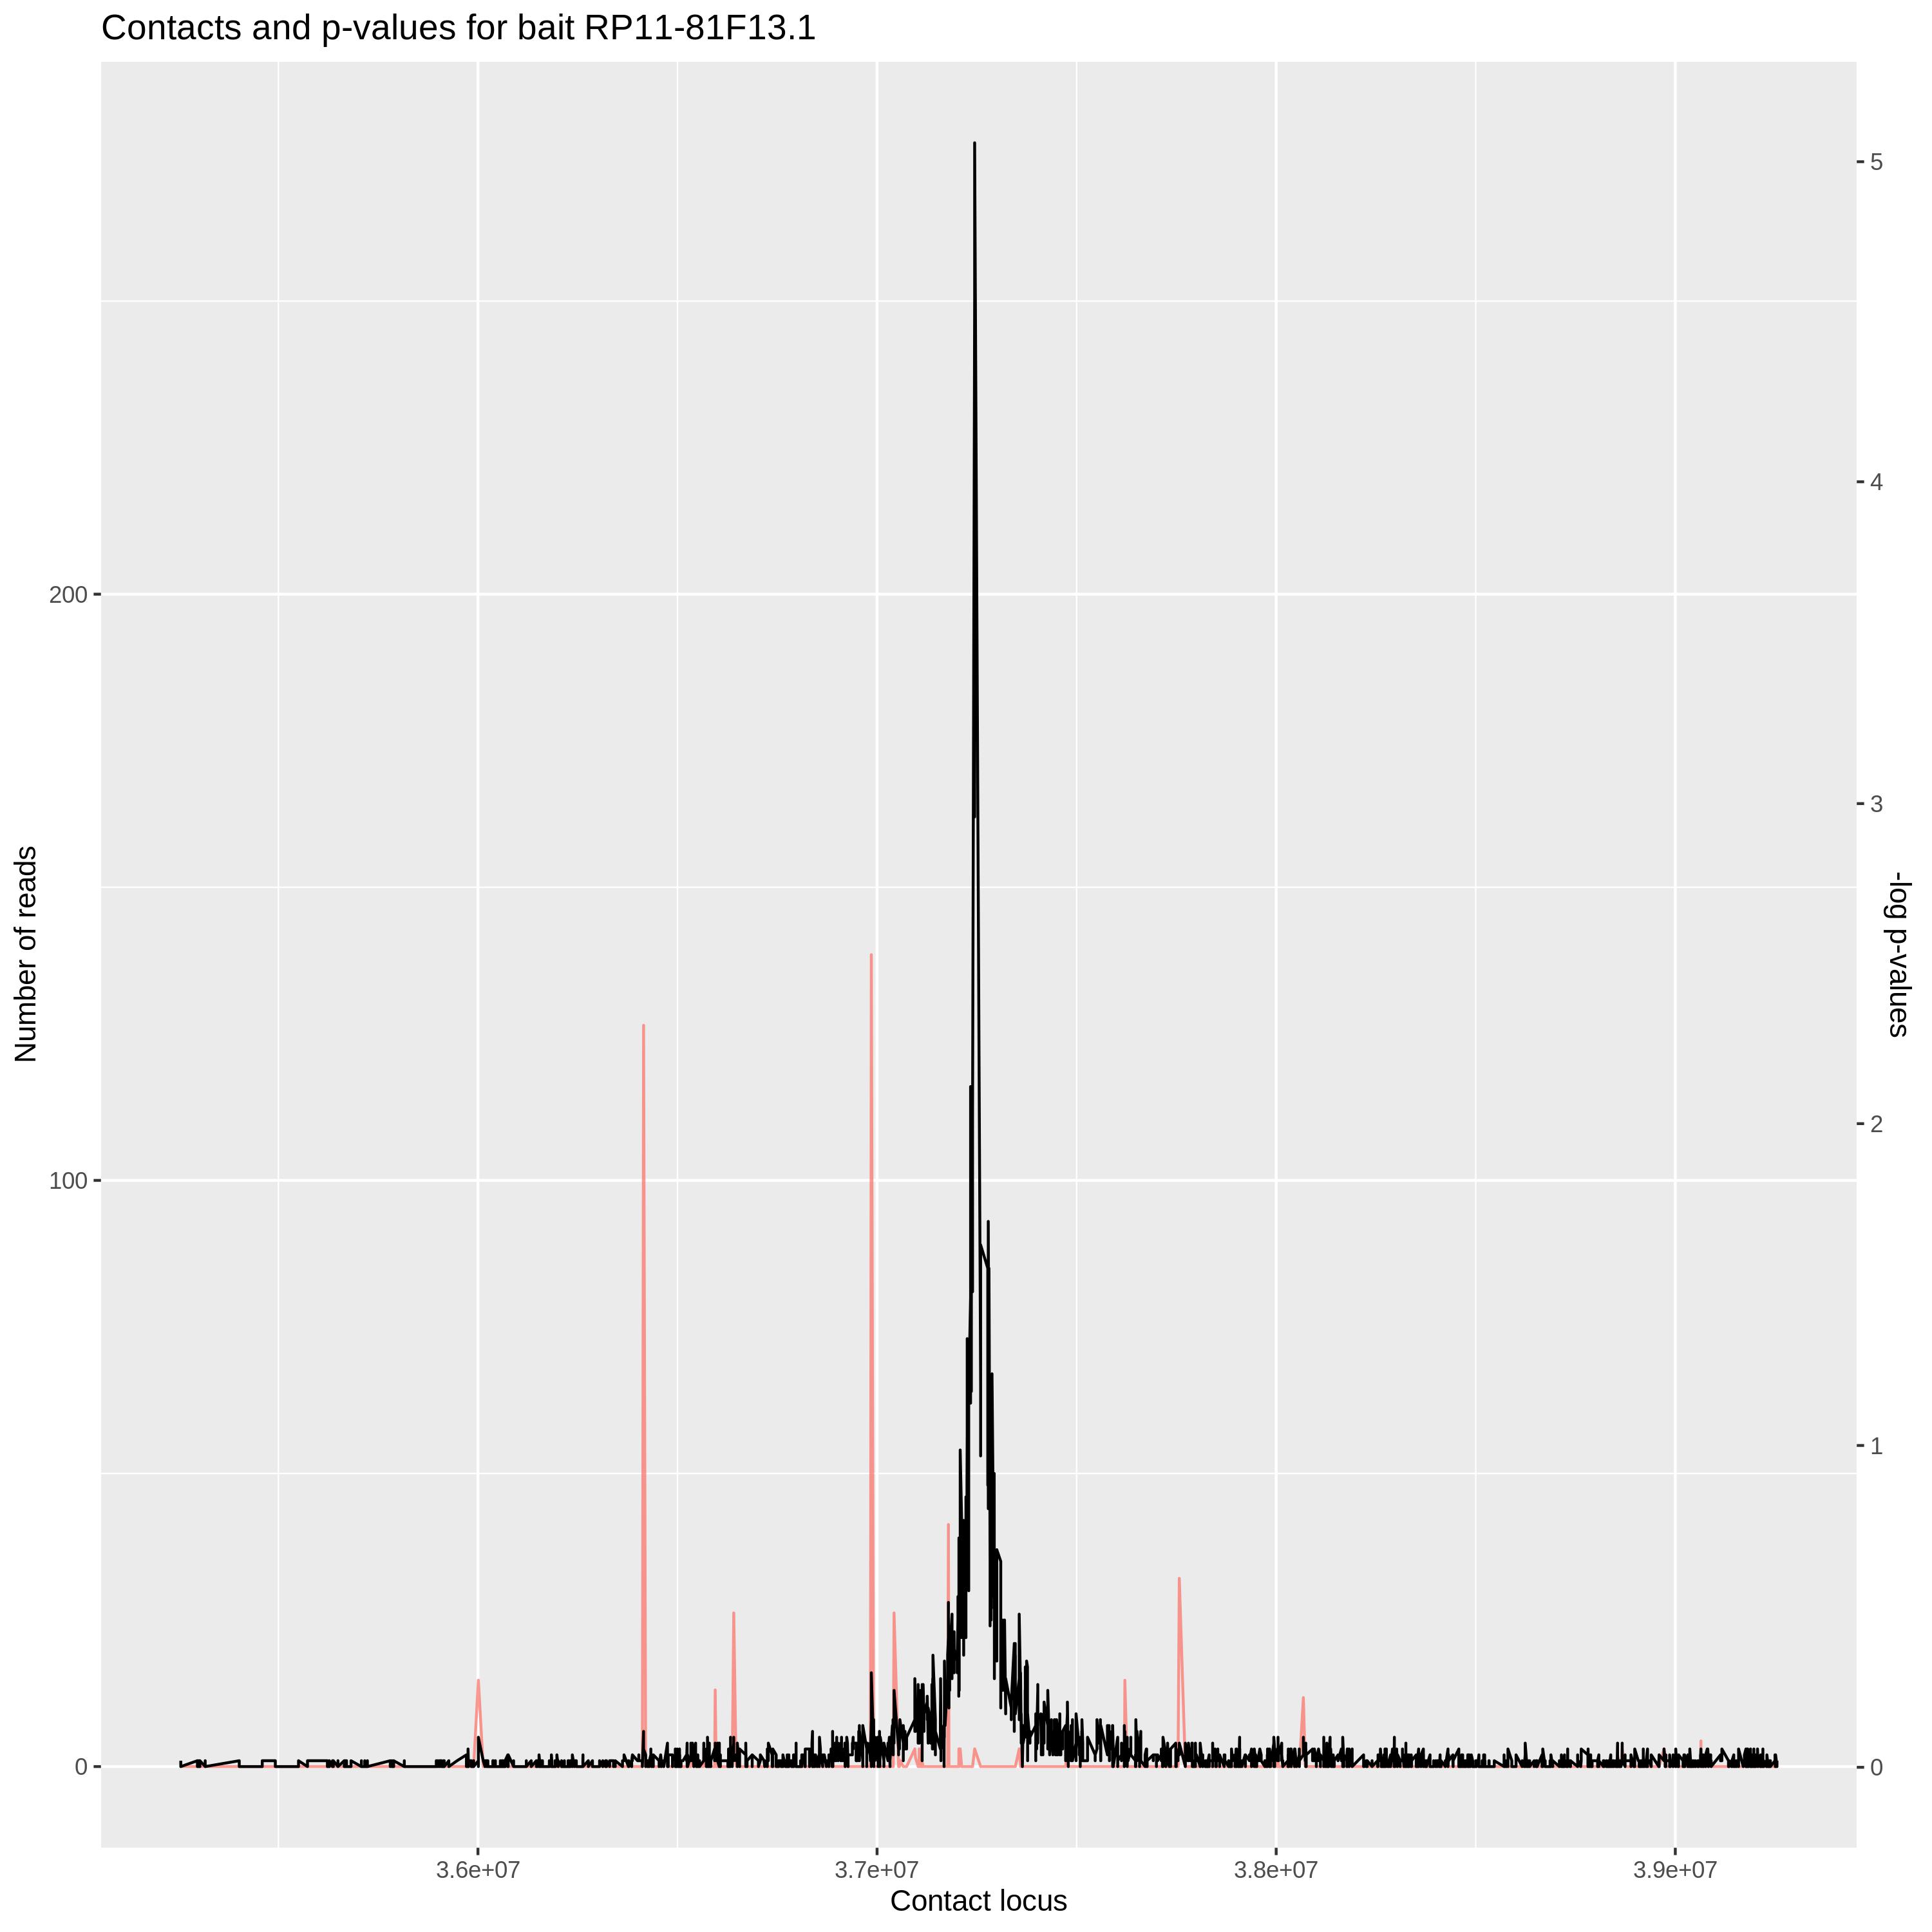 Contacts and p-values for bait RP11-81F13.1
Number of reads
200
100
0
5
4
3
2
1
0
-log p-values
3.6e+07 3.7e+07 3.8e+07 3.9e+07
Contact locus